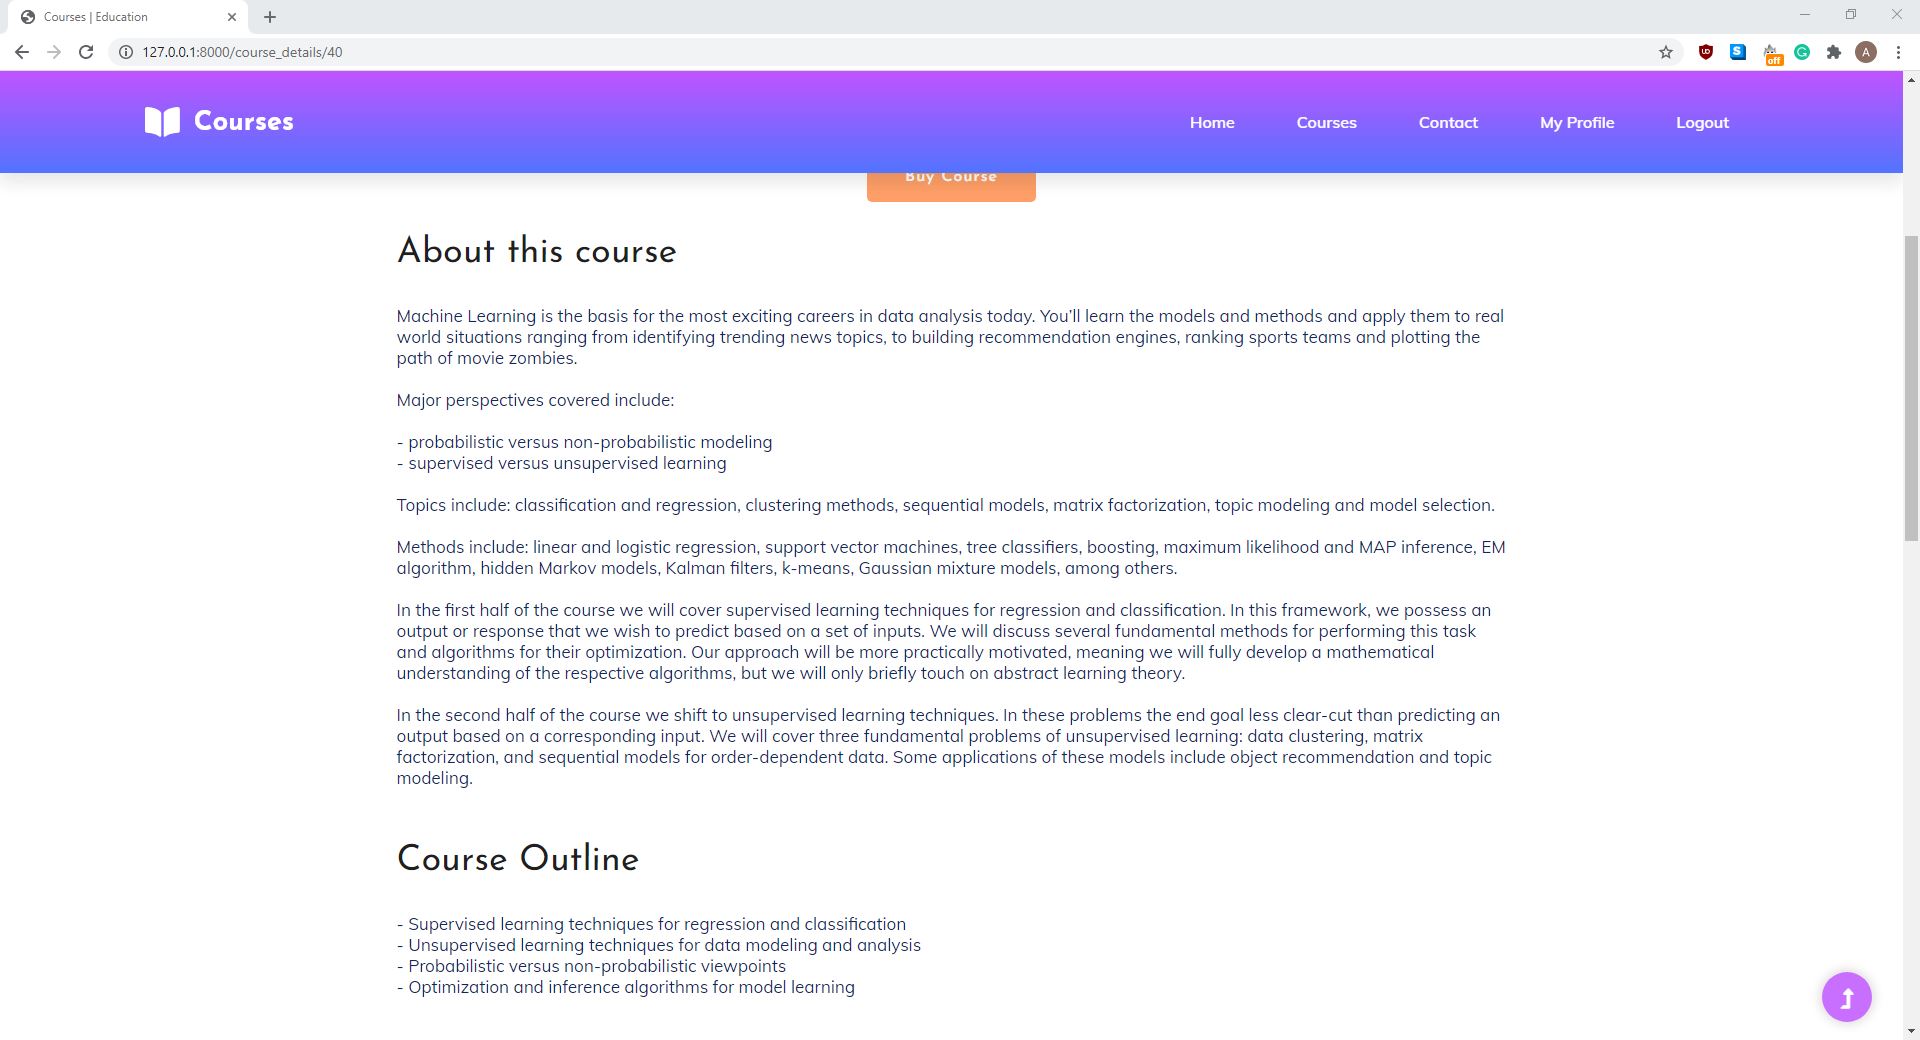 Courses | Education
127.0.0.1:8000/course_details/40
off
A
Courses
Home
Courses
Contact
My Profile
Logout
Buy Course
About this course
Machine Learning is the basis for the most exciting careers in data analysis today. You'll learn the models and methods and apply them to real
world situations ranging from identifying trending news topics, to building recommendation engines, ranking sports teams and plotting the
path of movie zombies.
Major perspectives covered include:
- probabilistic versus non-probabilistic modeling
- supervised versus unsupervised learning
Topics include: classification and regression, clustering methods, sequential models, matrix factorization, topic modeling and model selection.
Methods include: linear and logistic regression, support vector machines, tree classifiers, boosting, maximum likelihood and MAP inference, EM
algorithm, hidden Markov models, Kalman filters, k-means, Gaussian mixture models, among others.
In the first half of the course we will cover supervised learning techniques for regression and classification. In this framework, we possess an
output or response that we wish to predict based on a set of inputs. We will discuss several fundamental methods for performing this task
and algorithms for their optimization. Our approach will be more practically motivated, meaning we will fully develop a mathematical
understanding of the respective algorithms, but we will only briefly touch on abstract learning theory.
In the second half of the course we shift to unsupervised learning techniques. In these problems the end goal less clear-cut than predicting an
output based on a corresponding input. We will cover three fundamental problems of unsupervised learning: data clustering, matrix
factorization, and sequential models for order-dependent data. Some applications of these models include object recommendation and topic
modeling.
Course Outline
- Supervised learning techniques for regression and classification
- Unsupervised learning techniques for data modeling and analysis
- Probabilistic versus non-probabilistic viewpoints
- Optimization and inference algorithms for model learning